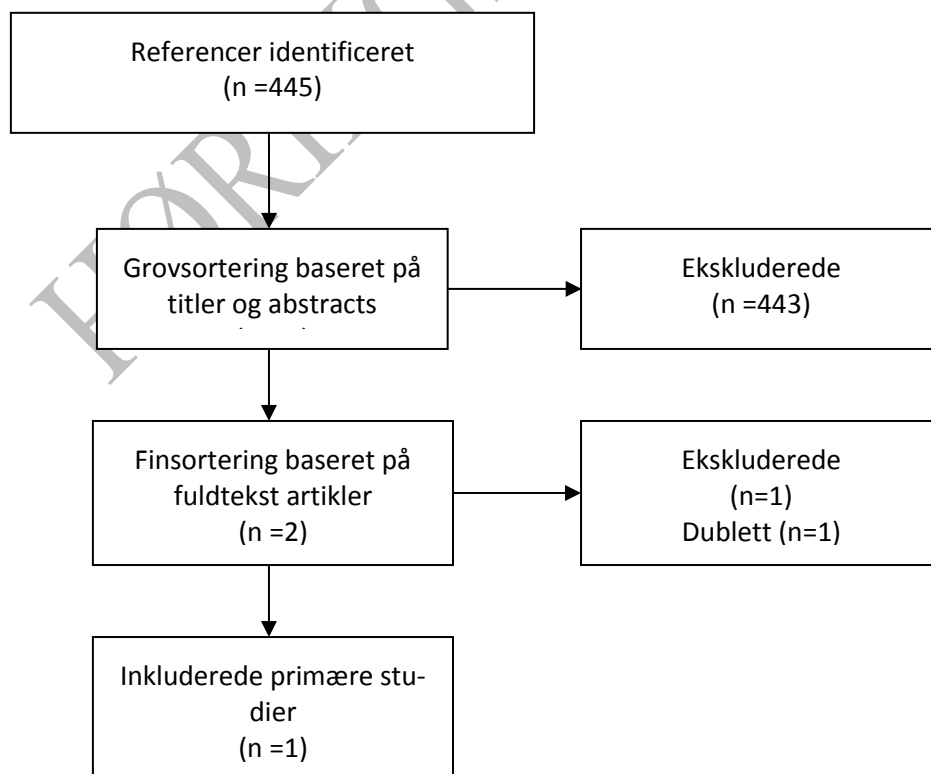 Referencer identificeret
(n =445)
Grovsortering baseret på
titler og abstracts
Ekskluderede
(n =443)
Finsortering baseret på
fuldtekst artikler
(n =2)
Ekskluderede
(n=1)
Dublett (n=1)
Inkluderede primære stu-
dier
(n =1)